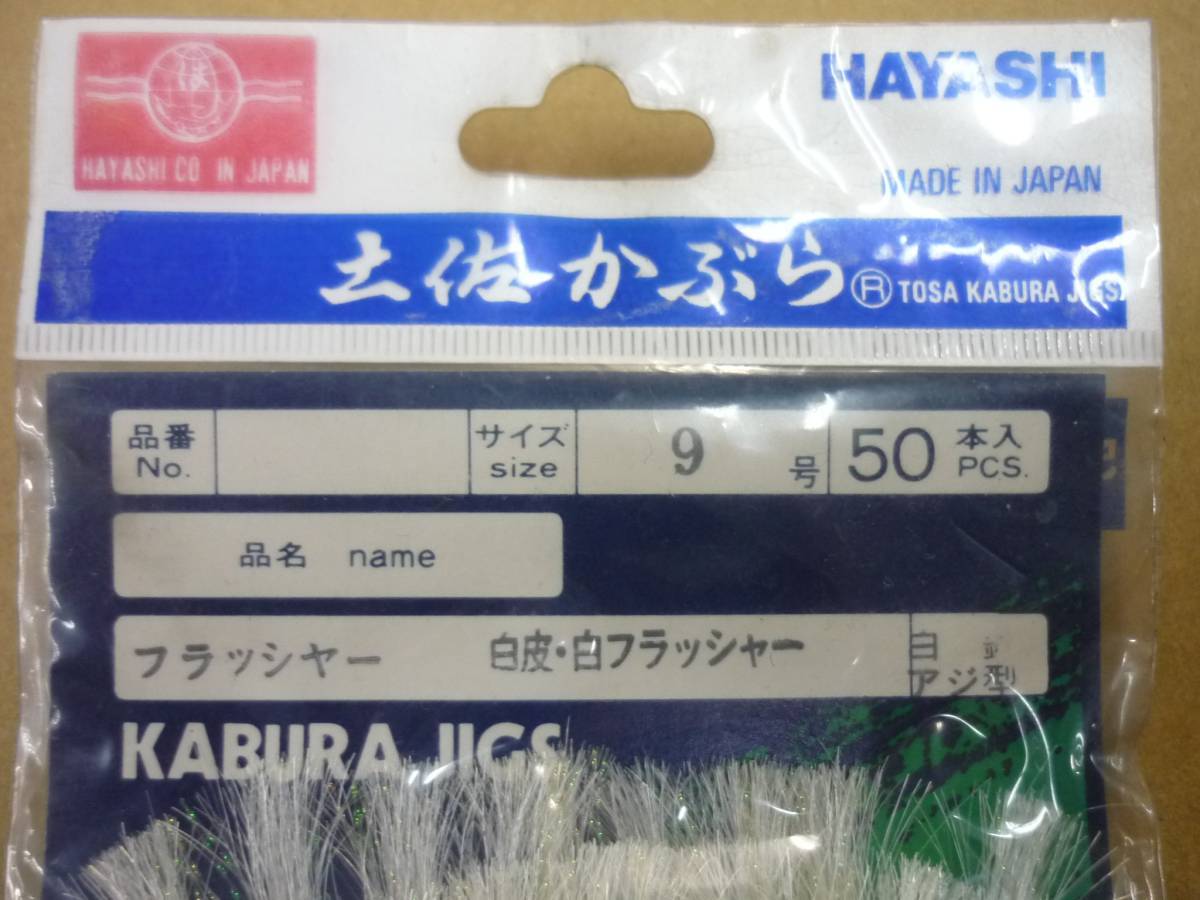 HAYASHI CO IN JAPAN
HAYASHI
MADE IN JAPAN
土佐かぶら ® TOSA KABURA JIGS
品番 No.
サイズ size
9 号
50 本入 PCS.
品名 name
フラッシャー 白皮・白フラッシャー 白
アジ型
KABURA JIGS